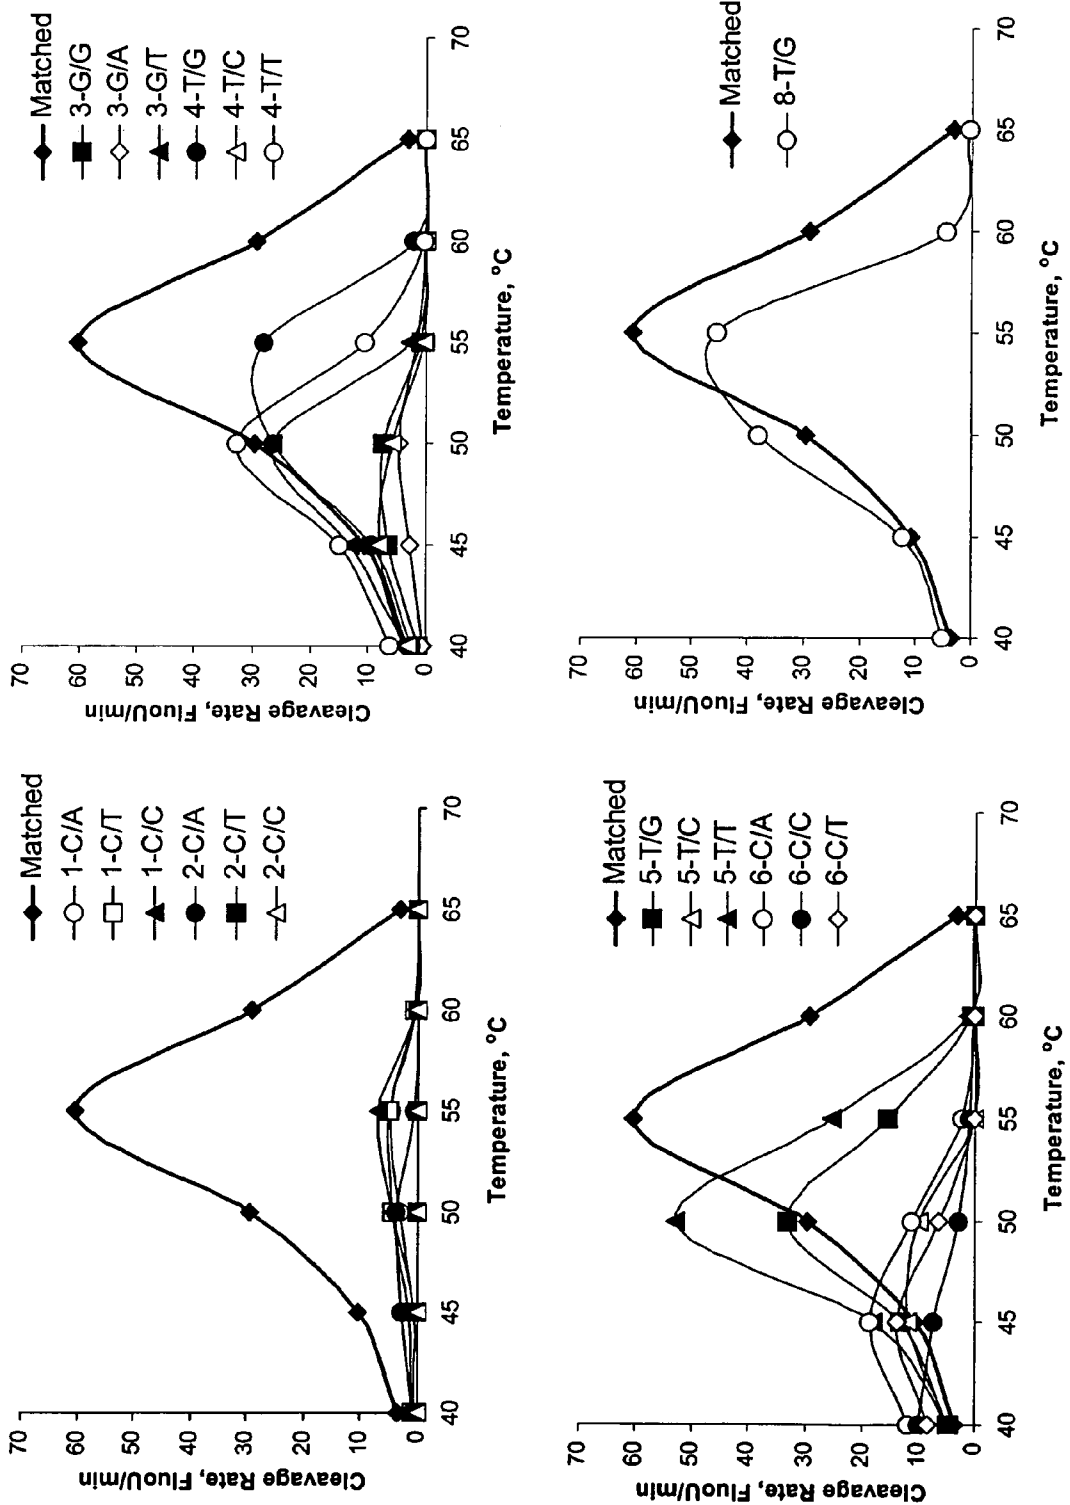 Cleavage Rate, FluoU/min
70
60
50
40
30
20
10
0
40
45
50
55
60
65
70
Temperature, °C
Matched
1-C/A
1-C/T
1-C/C
2-C/A
2-C/T
2-C/C
Cleavage Rate, FluoU/min
70
60
50
40
30
20
10
0
40
45
50
55
60
65
70
Temperature, °C
Matched
3-G/G
3-G/A
3-G/T
4-T/G
4-T/C
4-T/T
Cleavage Rate, FluoU/min
70
60
50
40
30
20
10
0
40
45
50
55
60
65
70
Temperature, °C
Matched
5-T/G
5-T/C
5-T/T
6-C/A
6-C/C
6-C/T
Cleavage Rate, FluoU/min
70
60
50
40
30
20
10
0
40
45
50
55
60
65
70
Temperature, °C
Matched
8-T/G